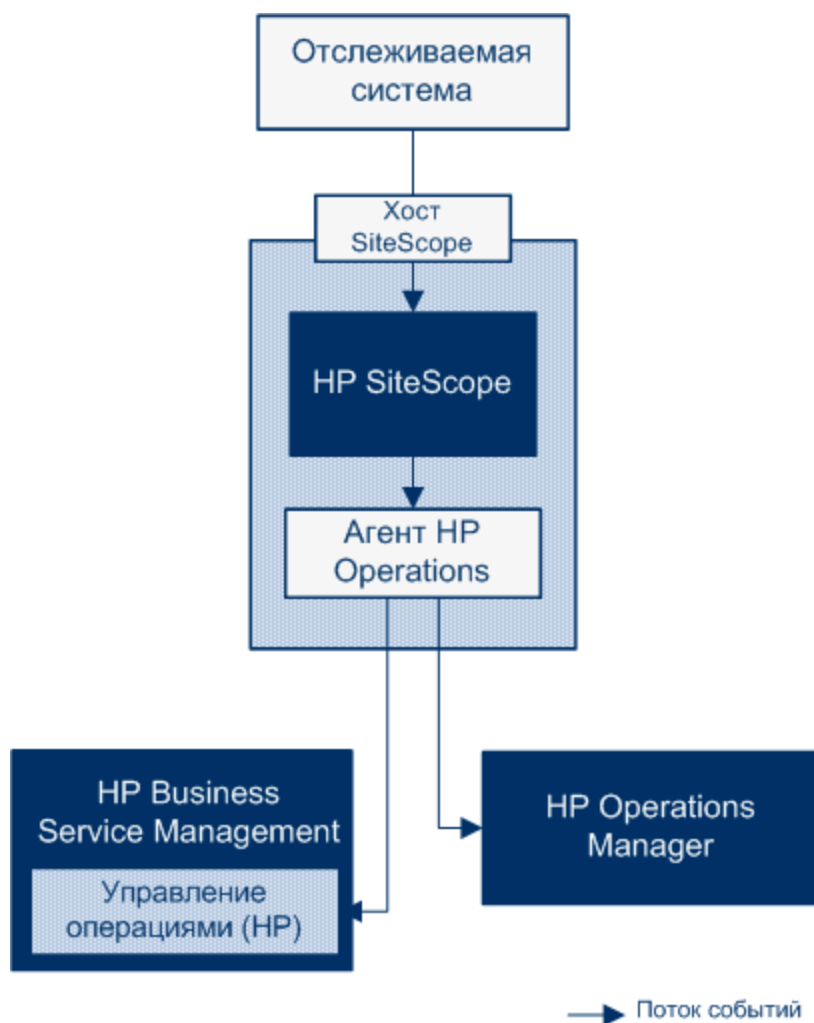 Отслеживаемая
система
Хост
SiteScope
HP SiteScope
Агент HP
Operations
HP Business
Service Management
Управление
операциями (HP)
HP Operations
Manager
Поток событий